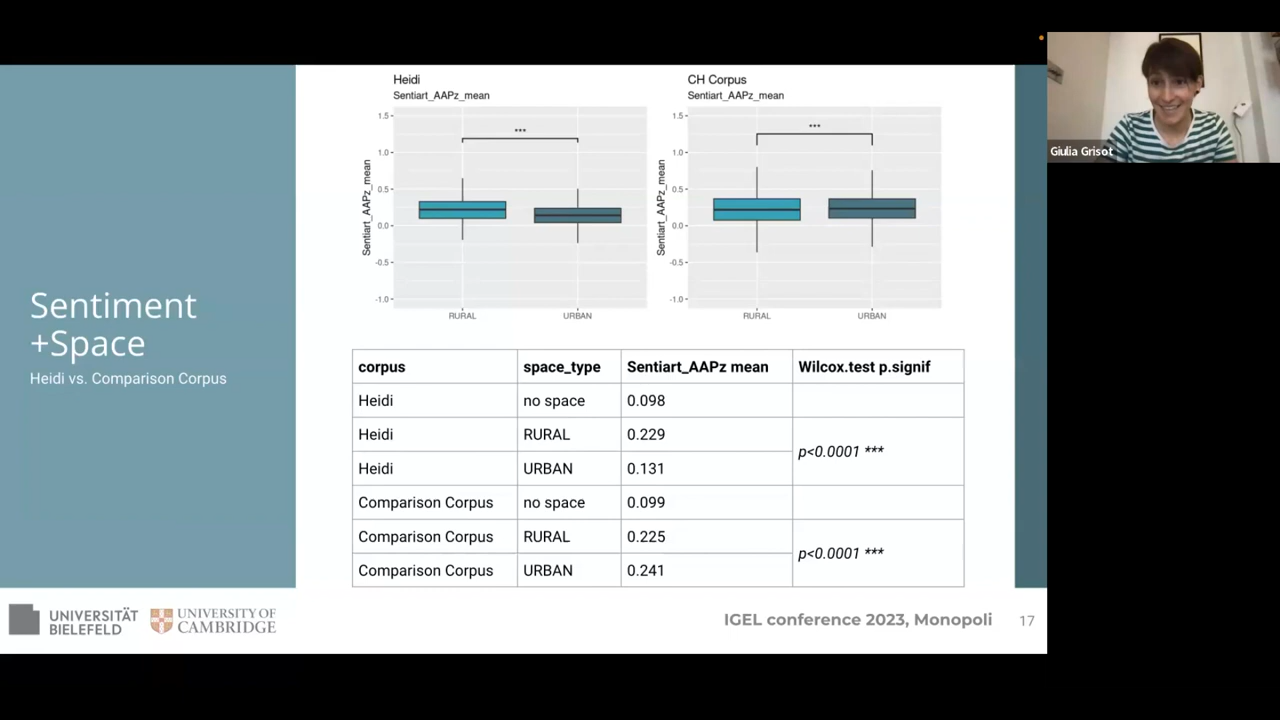 Heidi
Sentiart_AAPz_mean
Sentiart_AAPz_mean
1.5
1.0
0.5
0.0
-0.5
-1.0
RURAL
URBAN
***
CH Corpus
Sentiart_AAPz_mean
Sentiart_AAPz_mean
1.5
1.0
0.5
0.0
-0.5
-1.0
RURAL
URBAN
***
Giulia Grisot
Sentiment
+Space
Heidi vs. Comparison Corpus
corpus space_type Sentiart_AAPz mean Wilcox.test p.signif
Heidi no space 0.098
Heidi RURAL 0.229 p<0.0001 ***
Heidi URBAN 0.131
Comparison Corpus no space 0.099
Comparison Corpus RURAL 0.225 p<0.0001 ***
Comparison Corpus URBAN 0.241
UNIVERSITÄT
BIELEFELD
UNIVERSITY OF
CAMBRIDGE
IGEL conference 2023, Monopoli
17